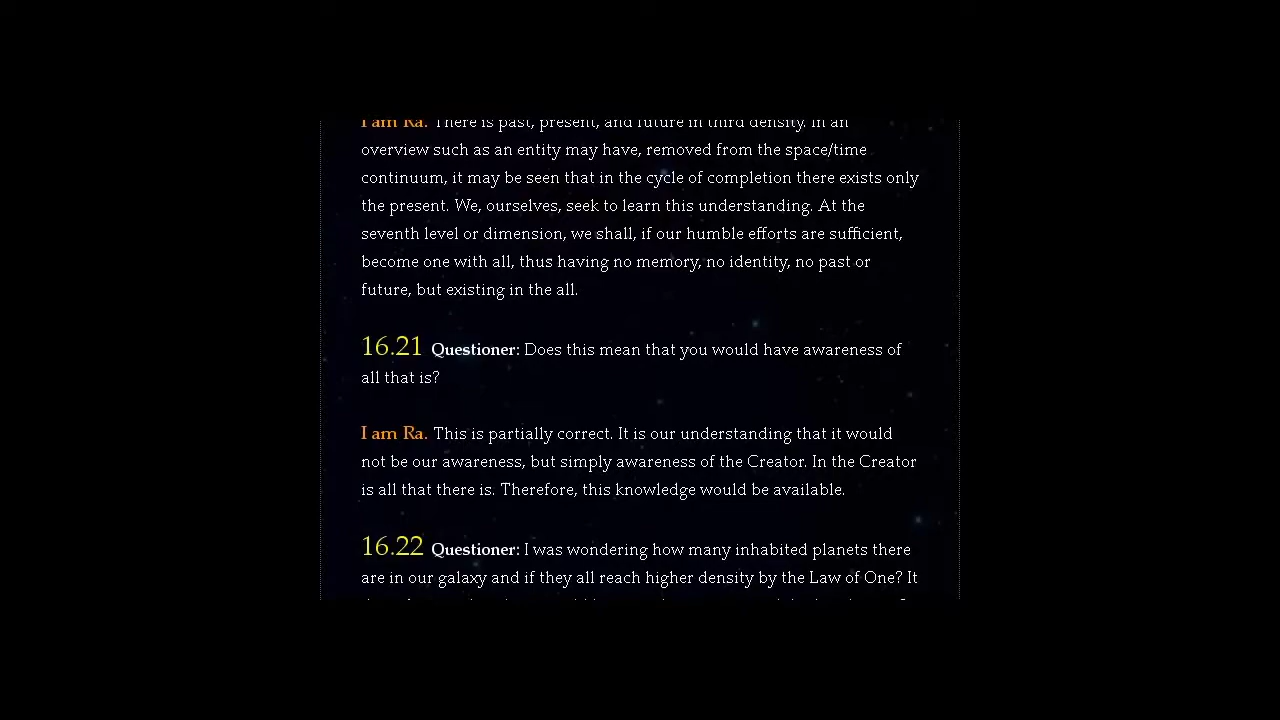 I am Ra. There is past, present, and future in third density. In an
overview such as an entity may have, removed from the space/time
continuum, it may be seen that in the cycle of completion there exists only
the present. We, ourselves, seek to learn this understanding. At the
seventh level or dimension, we shall, if our humble efforts are sufficient,
become one with all, thus having no memory, no identity, no past or
future, but existing in the all.
16.21 Questioner: Does this mean that you would have awareness of
all that is?
I am Ra. This is partially correct. It is our understanding that it would
not be our awareness, but simply awareness of the Creator. In the Creator
is all that there is. Therefore, this knowledge would be available.
16.22 Questioner: I was wondering how many inhabited planets there
are in our galaxy and if they all reach higher density by the Law of One? It